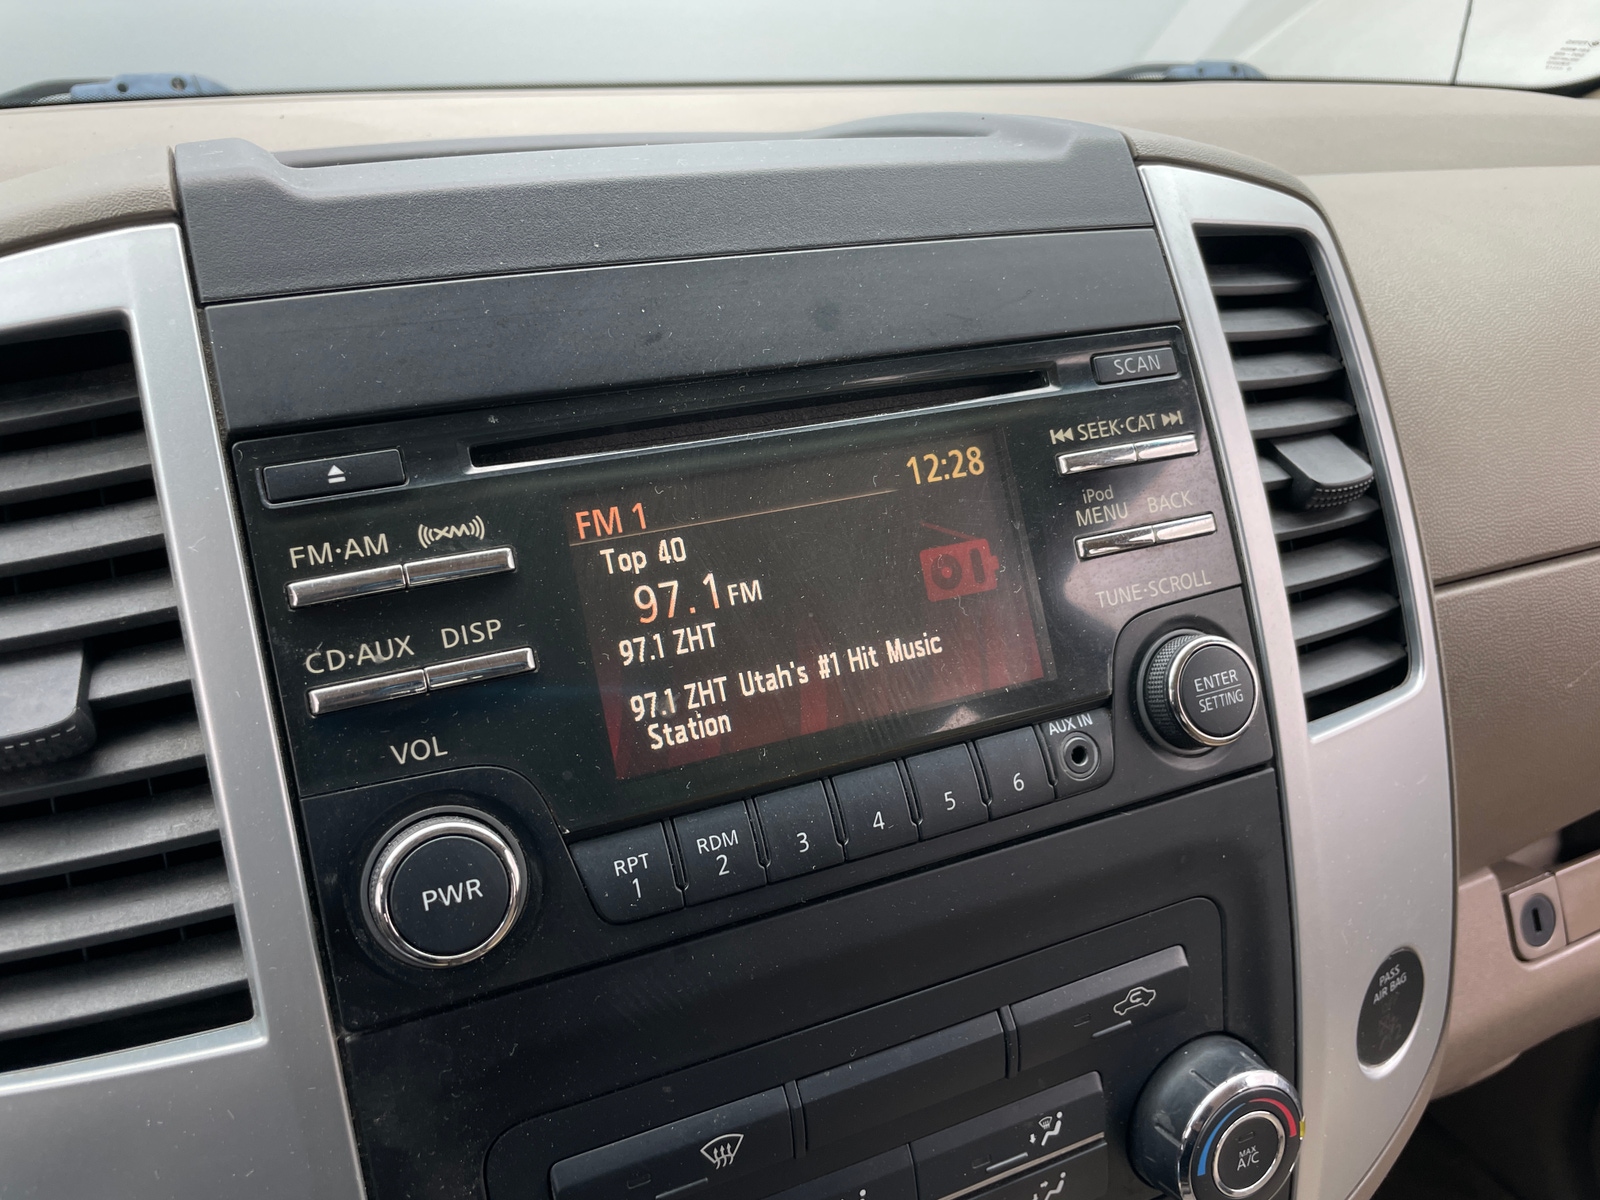 SCAN
12:28
⏮ SEEK·CAT ⏭
FM 1
iPod
MENU BACK
FM·AM ((XM))
Top 40
97.1 FM
TUNE·SCROLL
CD·AUX DISP
97.1 ZHT
ENTER
SETTING
97.1 ZHT Utah's #1 Hit Music
Station
AUX IN
VOL
PWR
RPT
1
RDM
2
3
4
5
6
PASS
AIR BAG
MAX
A/C